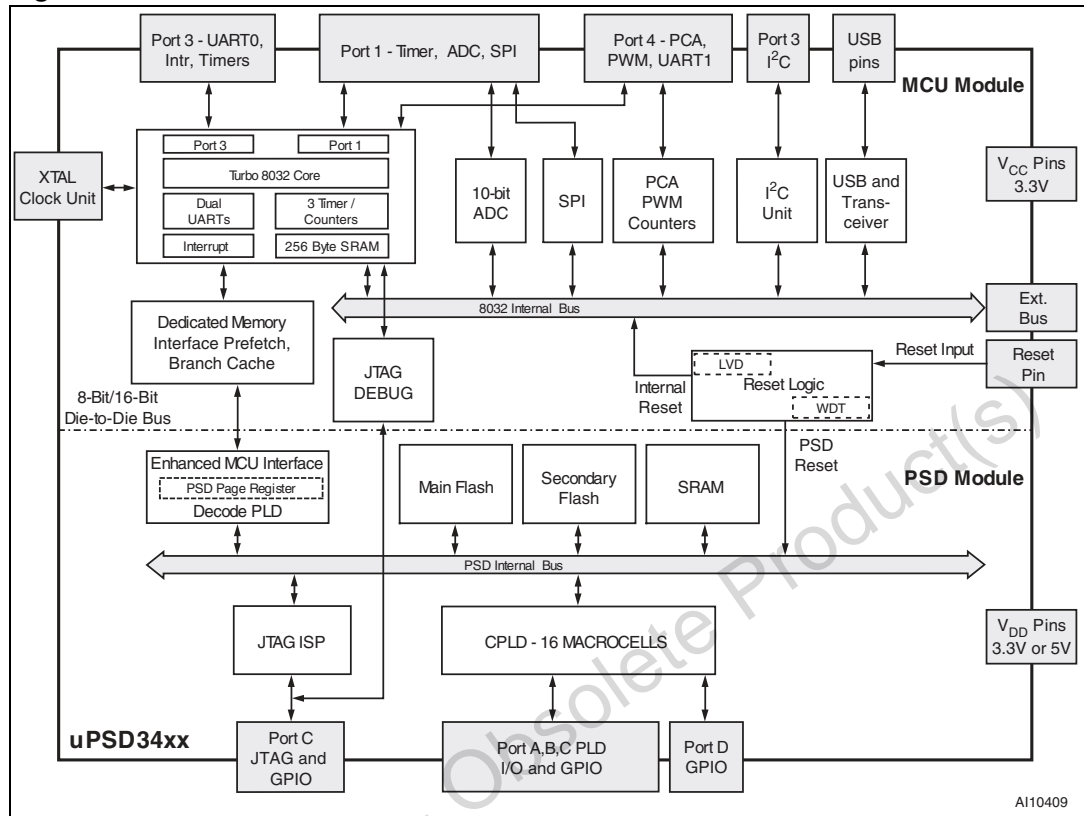 Port 3 - UART0,
Intr, Timers
Port 1 - Timer, ADC, SPI
Port 4 - PCA,
PWM, UART1
Port 3
I²C
USB
pins
MCU Module
XTAL
Clock Unit
Port 3
Port 1
Turbo 8032 Core
Dual
UARTs
3 Timer /
Counters
Interrupt
256 Byte SRAM
10-bit
ADC
SPI
PCA
PWM
Counters
I²C
Unit
USB and
Trans-
ceiver
VCC Pins
3.3V
8032 Internal Bus
Ext.
Bus
Dedicated Memory
Interface Prefetch,
Branch Cache
JTAG
DEBUG
Internal
Reset
LVD
Reset Logic
WDT
Reset Input
Reset
Pin
8-Bit/16-Bit
Die-to-Die Bus
PSD
Reset
PSD Module
Enhanced MCU Interface
PSD Page Register
Decode PLD
Main Flash
Secondary
Flash
SRAM
PSD Internal Bus
JTAG ISP
CPLD - 16 MACROCELLS
VDD Pins
3.3V or 5V
uPSD34xx
Port C
JTAG and
GPIO
Port A,B,C PLD
I/O and GPIO
Port D
GPIO
AI10409
Obsolete Product(s)